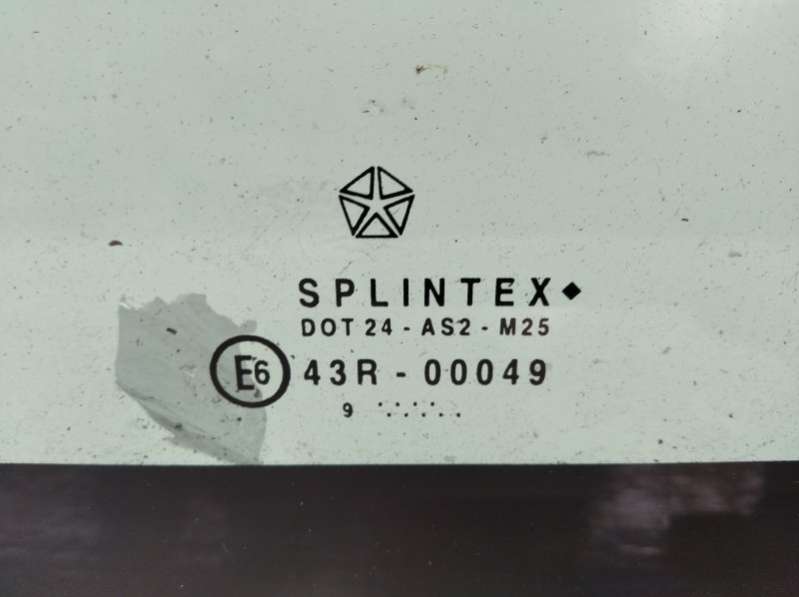 SPLINTEX
DOT 24 - AS2 - M25
E6 43R - 00049
9